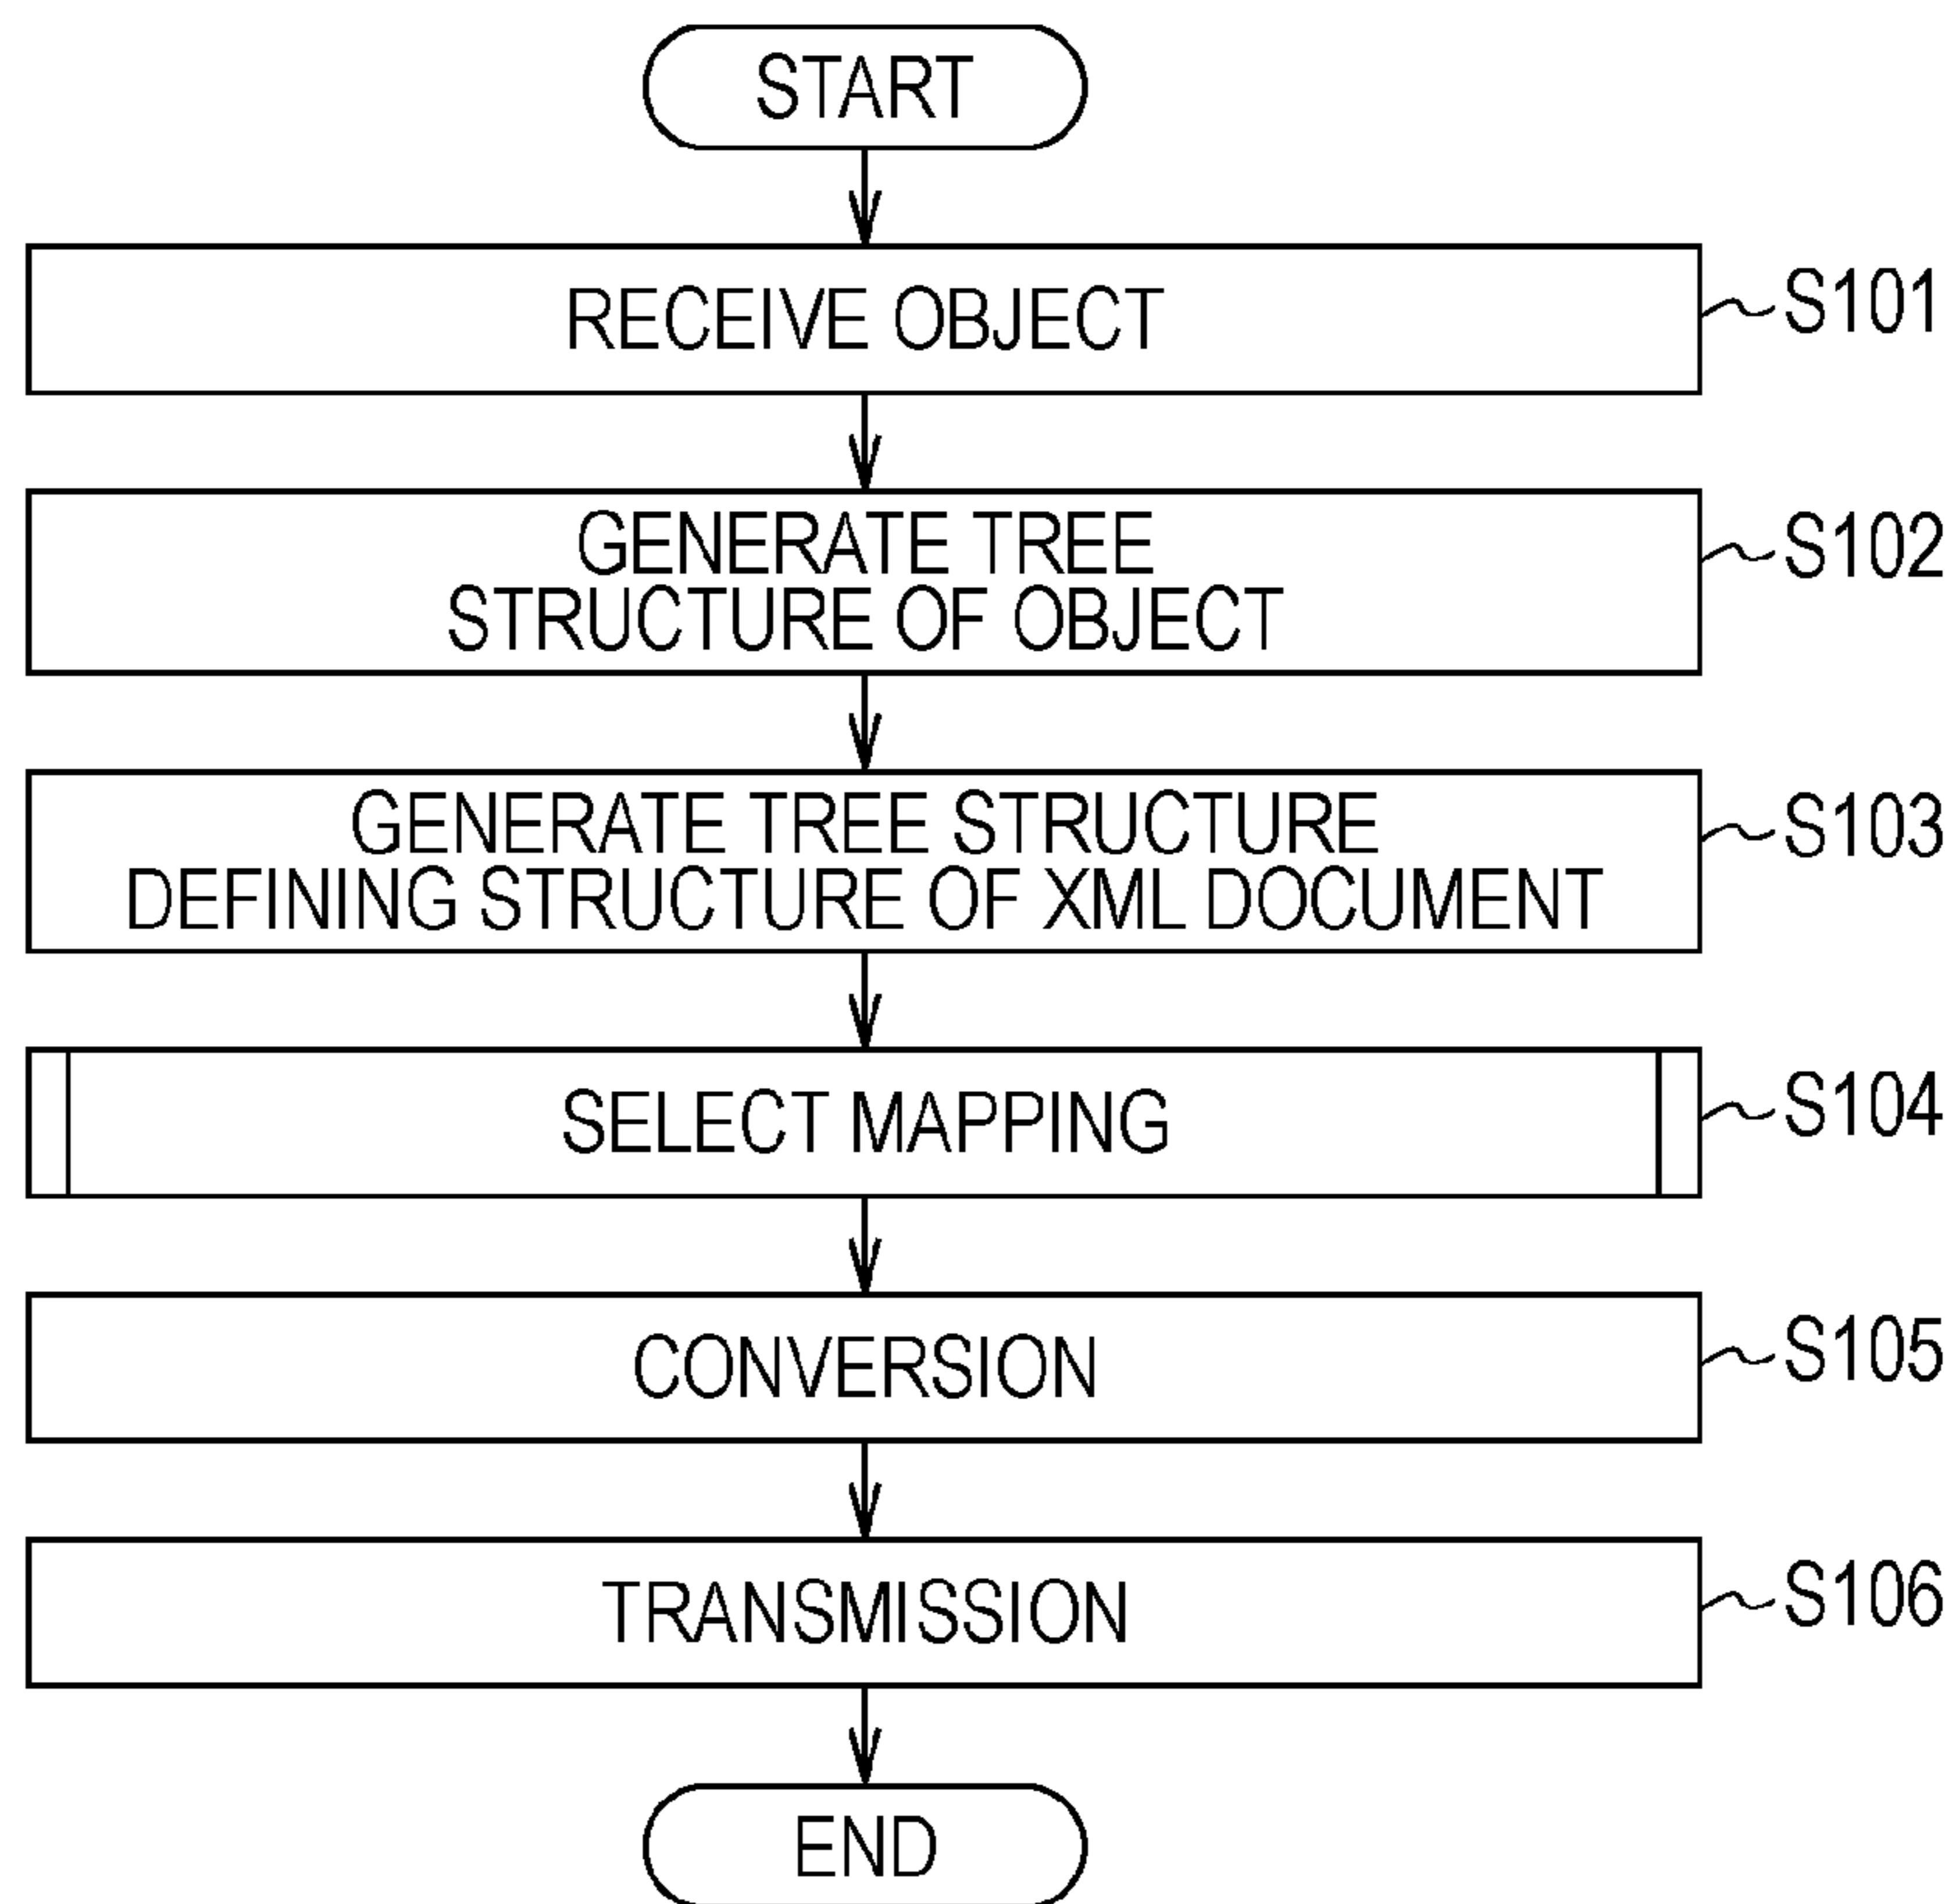 START
RECEIVE OBJECT
S101
GENERATE TREE
STRUCTURE OF OBJECT
S102
GENERATE TREE STRUCTURE
DEFINING STRUCTURE OF XML DOCUMENT
S103
SELECT MAPPING
S104
CONVERSION
S105
TRANSMISSION
S106
END